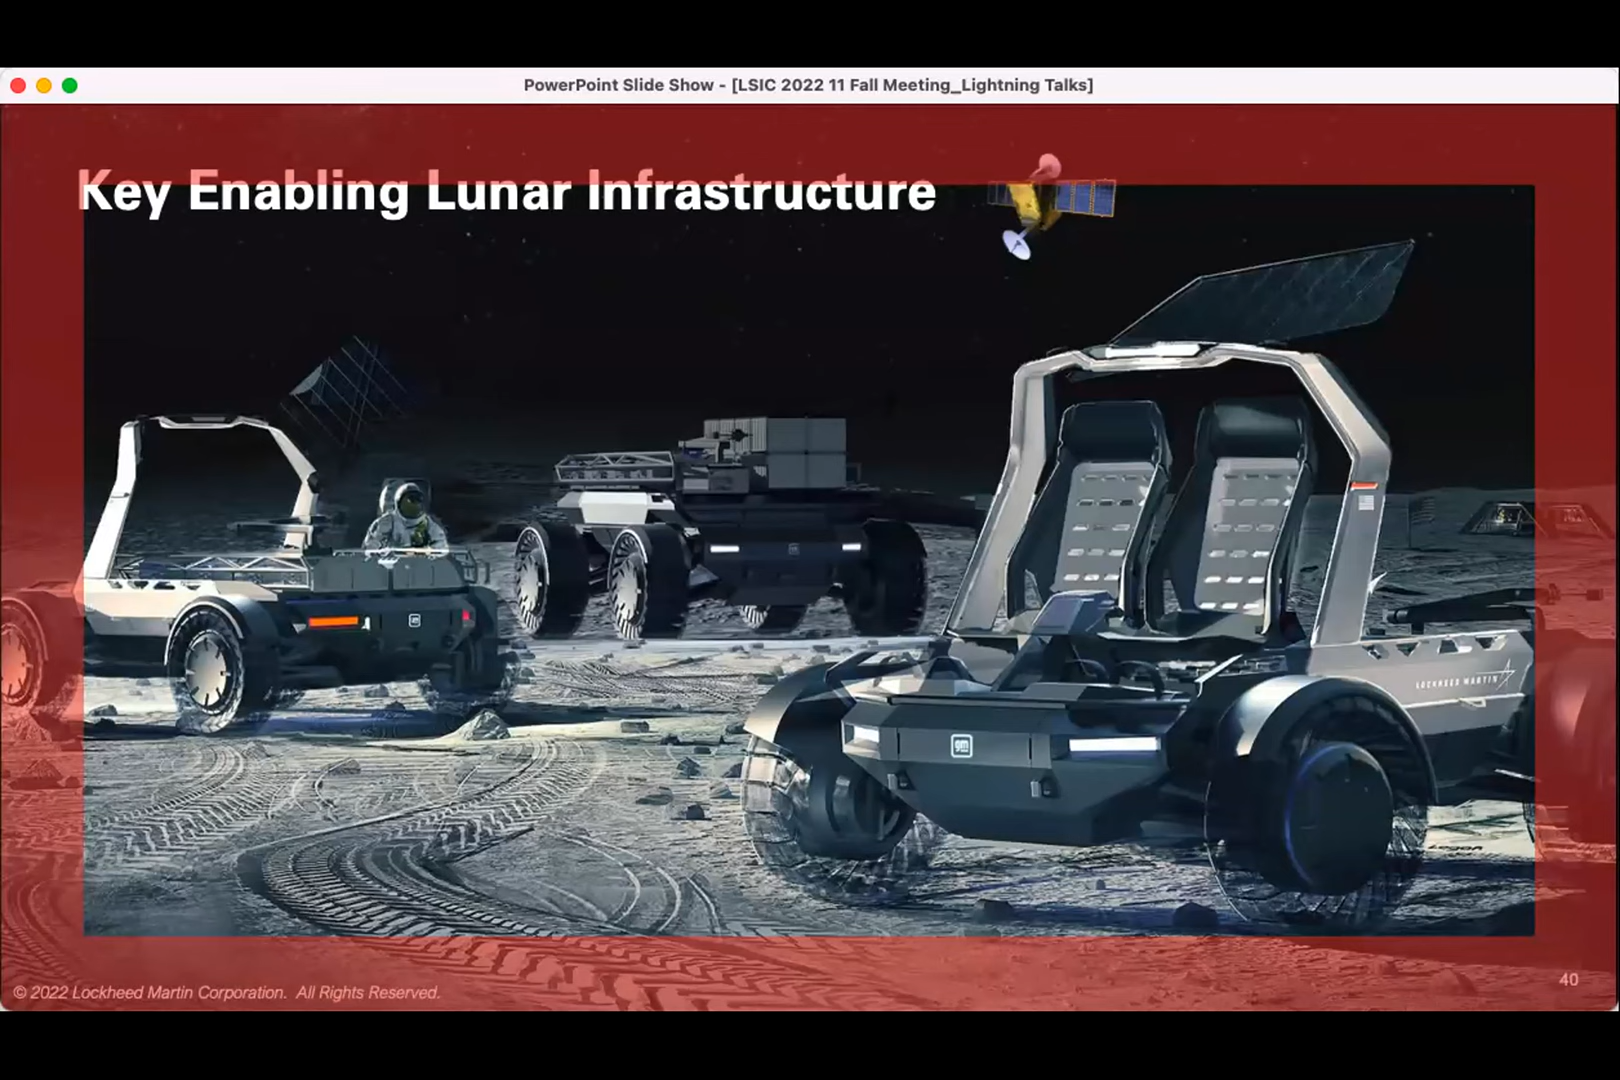 PowerPoint Slide Show - [LSIC 2022 11 Fall Meeting_Lightning Talks]
Key Enabling Lunar Infrastructure
gm
LOCKHEED MARTIN
© 2022 Lockheed Martin Corporation. All Rights Reserved.
40